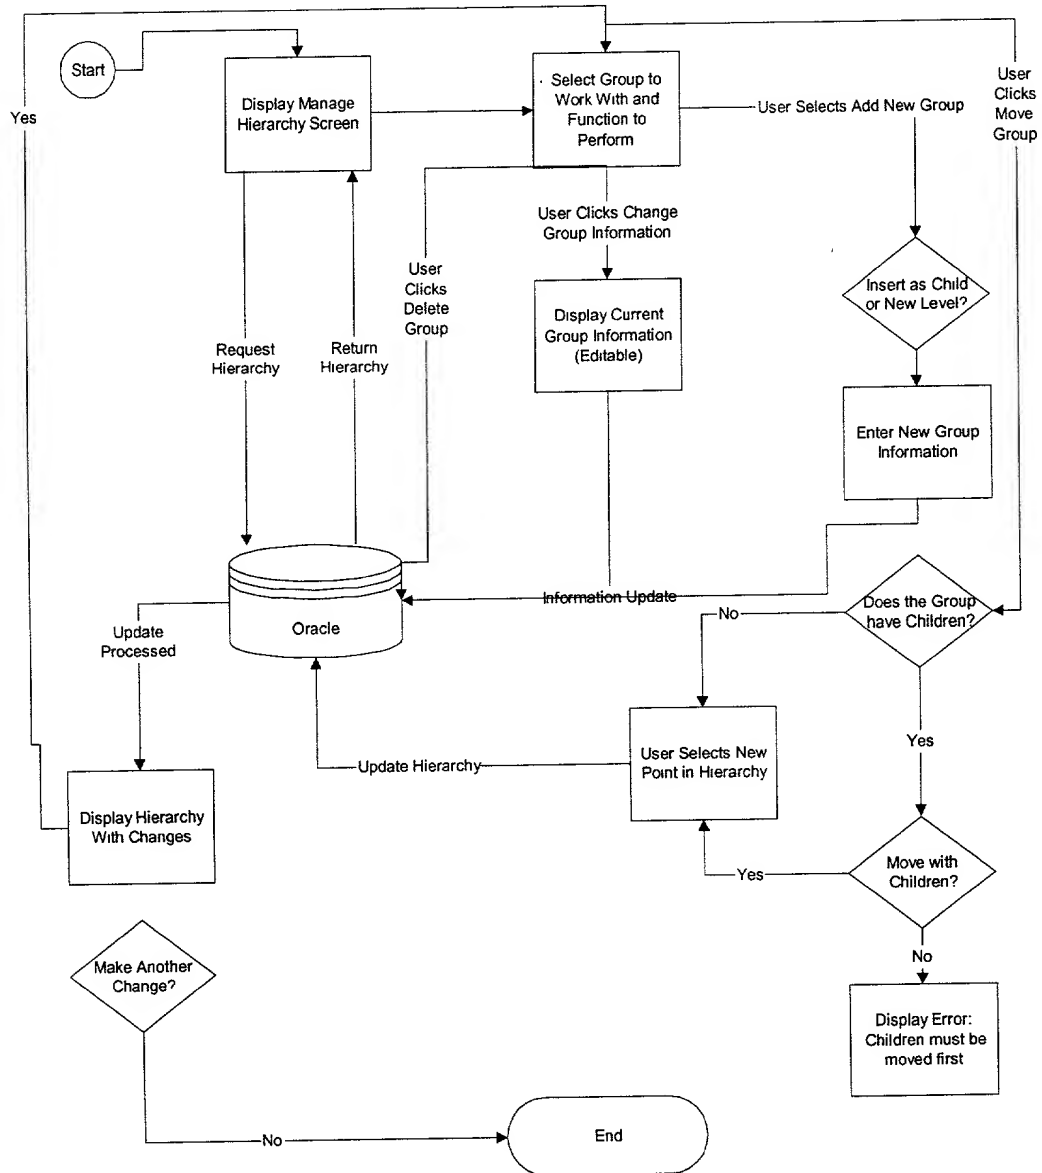 Start
Yes
Display Manage
Hierarchy Screen
Select Group to
Work With and
Function to
Perform
User Selects Add New Group
User
Clicks
Move
Group
User Clicks Change
Group Information
User
Clicks
Delete
Group
Insert as Child
or New Level?
Display Current
Group Information
(Editable)
Request
Hierarchy
Return
Hierarchy
Enter New Group
Information
Information Update
Oracle
Does the Group
have Children?
No
Update
Processed
Yes
User Selects New
Point in Hierarchy
Update Hierarchy
Display Hierarchy
With Changes
Move with
Children?
Yes
No
Make Another
Change?
Display Error:
Children must be
moved first
No
End